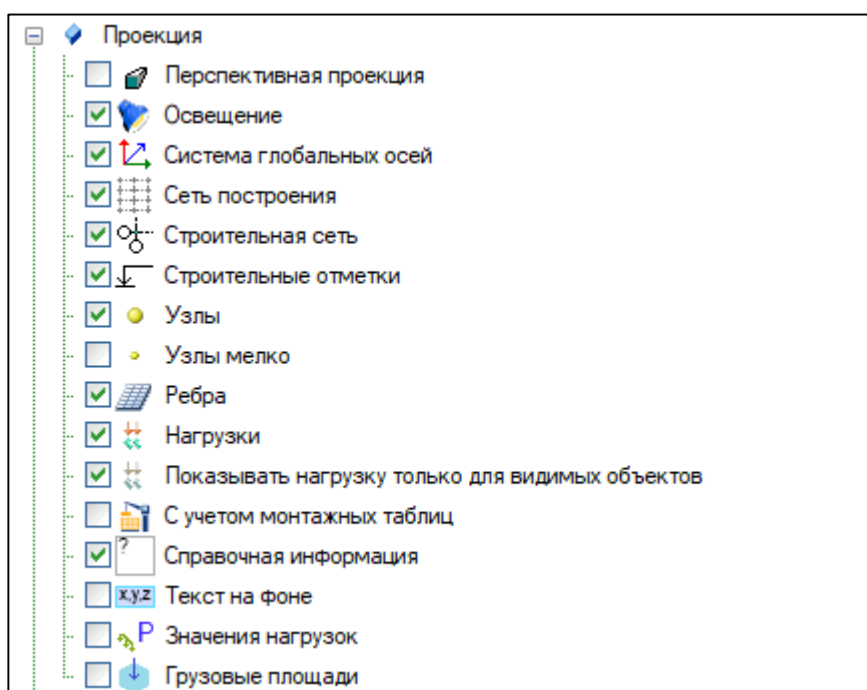 Проекция
Перспективная проекция
Освещение
Система глобальных осей
Сеть построения
Строительная сеть
Строительные отметки
Узлы
Узлы мелко
Ребра
Нагрузки
Показывать нагрузку только для видимых объектов
С учетом монтажных таблиц
? Справочная информация
x,y,z Текст на фоне
P Значения нагрузок
Грузовые площади